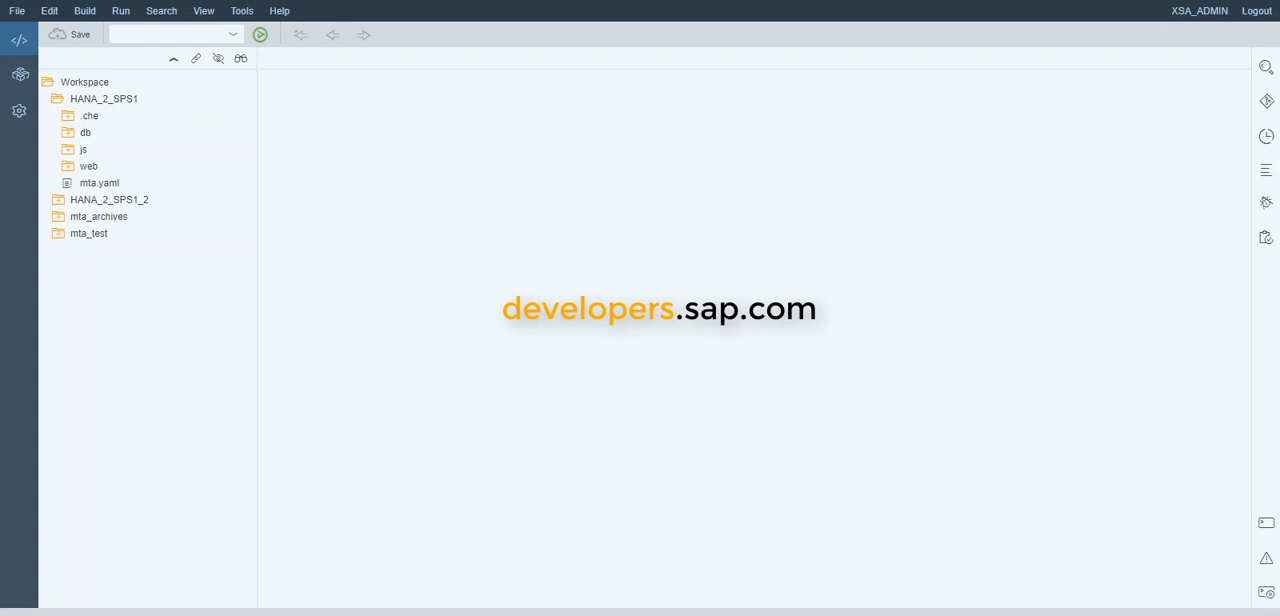 File Edit Build Run Search View Tools Help XSA_ADMIN Logout
Save
Workspace
HANA_2_SPS1
.che
db
js
web
mta.yaml
HANA_2_SPS1_2
mta_archives
mta_test
developers.sap.com